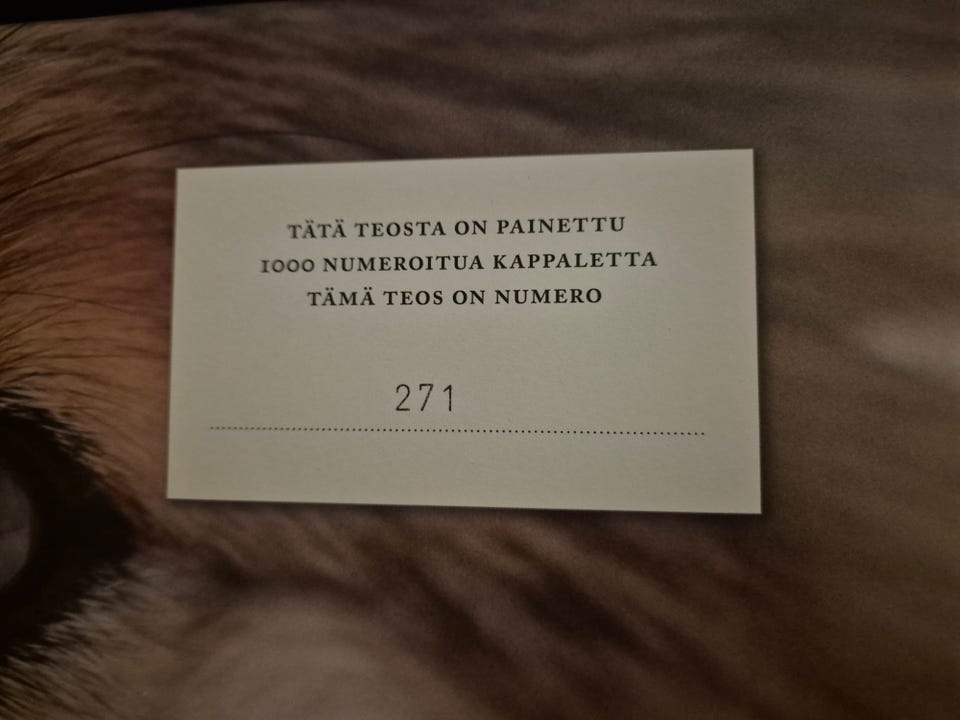 TÄTÄ TEOSTA ON PAINETTU
1000 NUMEROITUA KAPPALETTA
TÄMÄ TEOS ON NUMERO
271